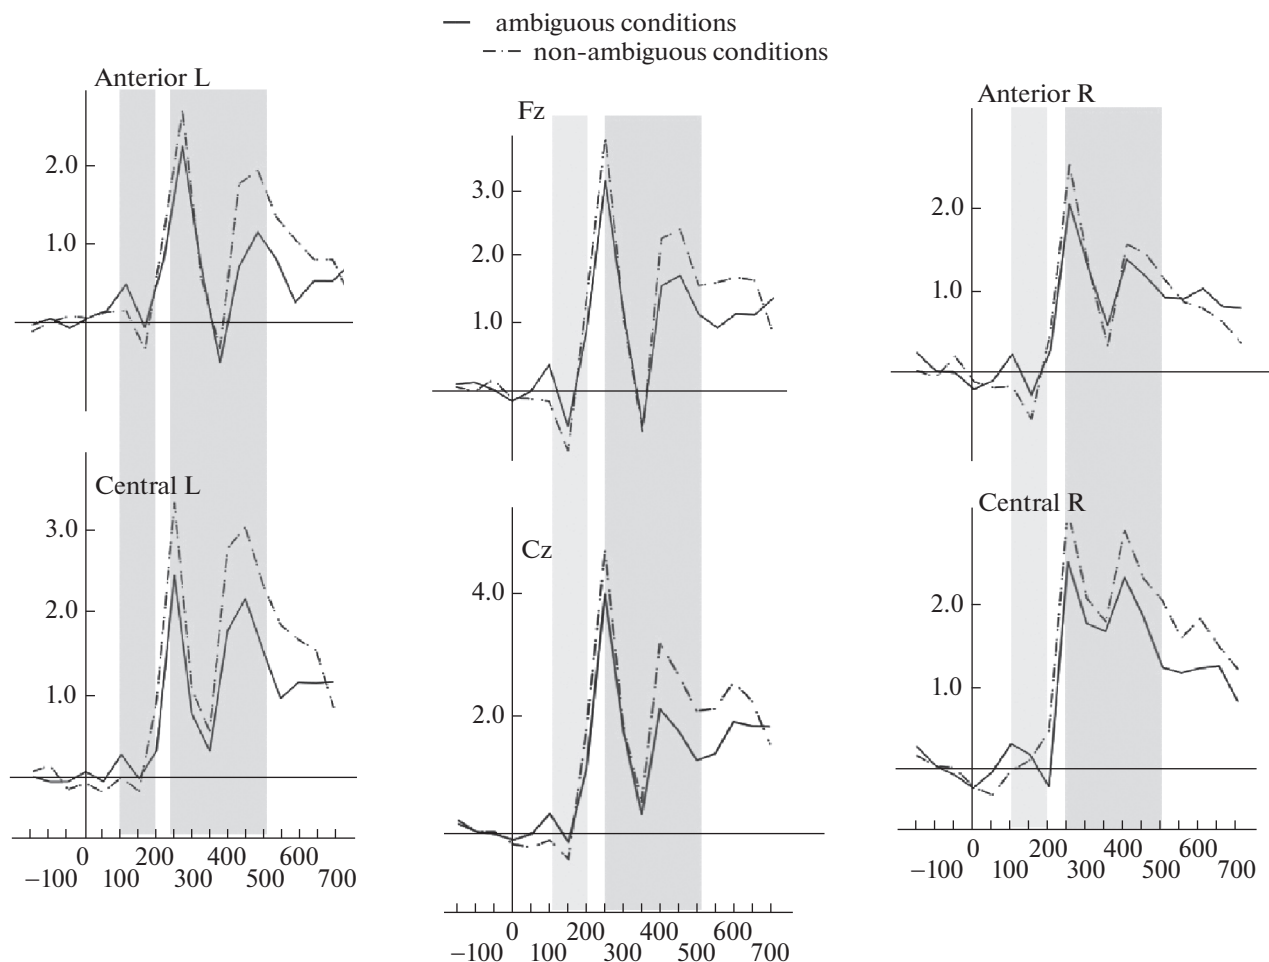 ambiguous conditions
non-ambiguous conditions
Anterior L
2.0
1.0
Fz
3.0
2.0
1.0
Anterior R
2.0
1.0
Central L
3.0
2.0
1.0
0 200 400 600
−100 100 300 500 700
Cz
4.0
2.0
0 200 400 600
−100 100 300 500 700
Central R
2.0
1.0
0 200 400 600
−100 100 300 500 700